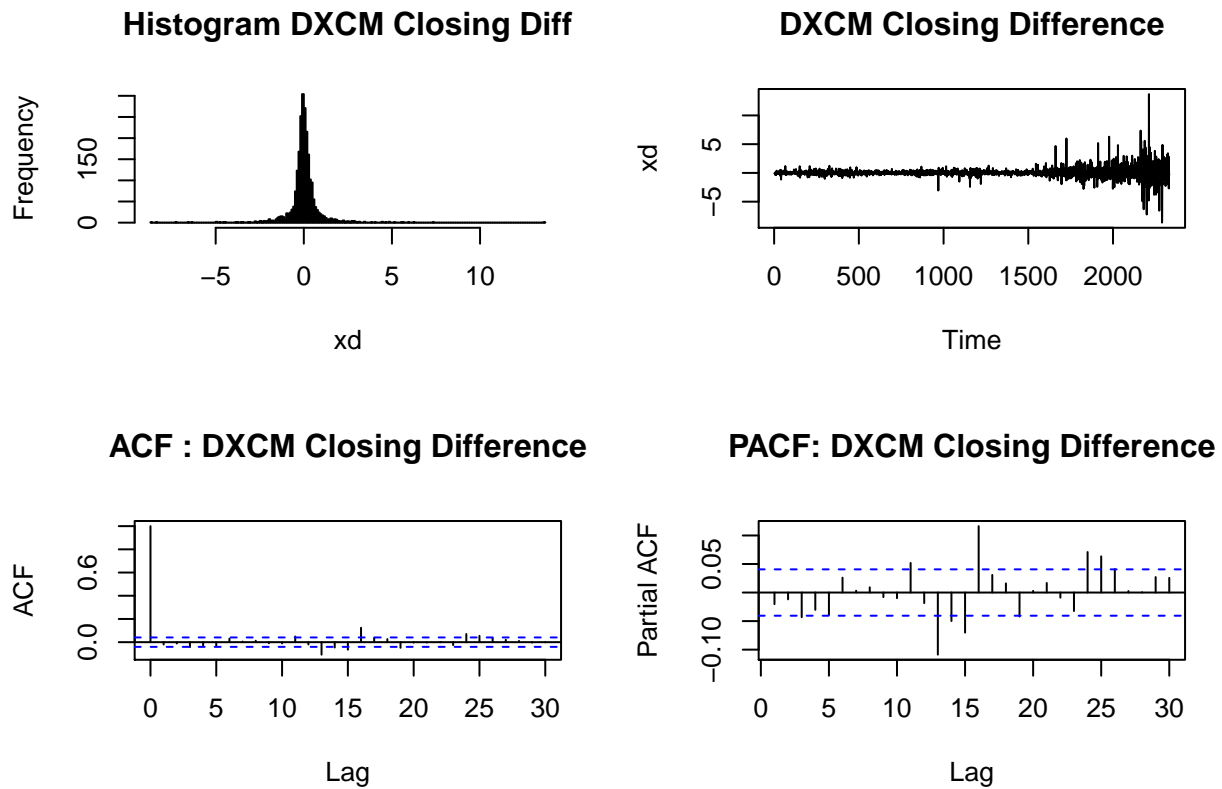 Histogram DXCM Closing Diff
Frequency
150
0
−5 0 5 10
xd
DXCM Closing Difference
xd
5
−5
0 500 1000 1500 2000
Time
ACF : DXCM Closing Difference
ACF
0.6
0.0
0 5 10 15 20 25 30
Lag
PACF: DXCM Closing Difference
Partial ACF
0.05
−0.10
0 5 10 15 20 25 30
Lag